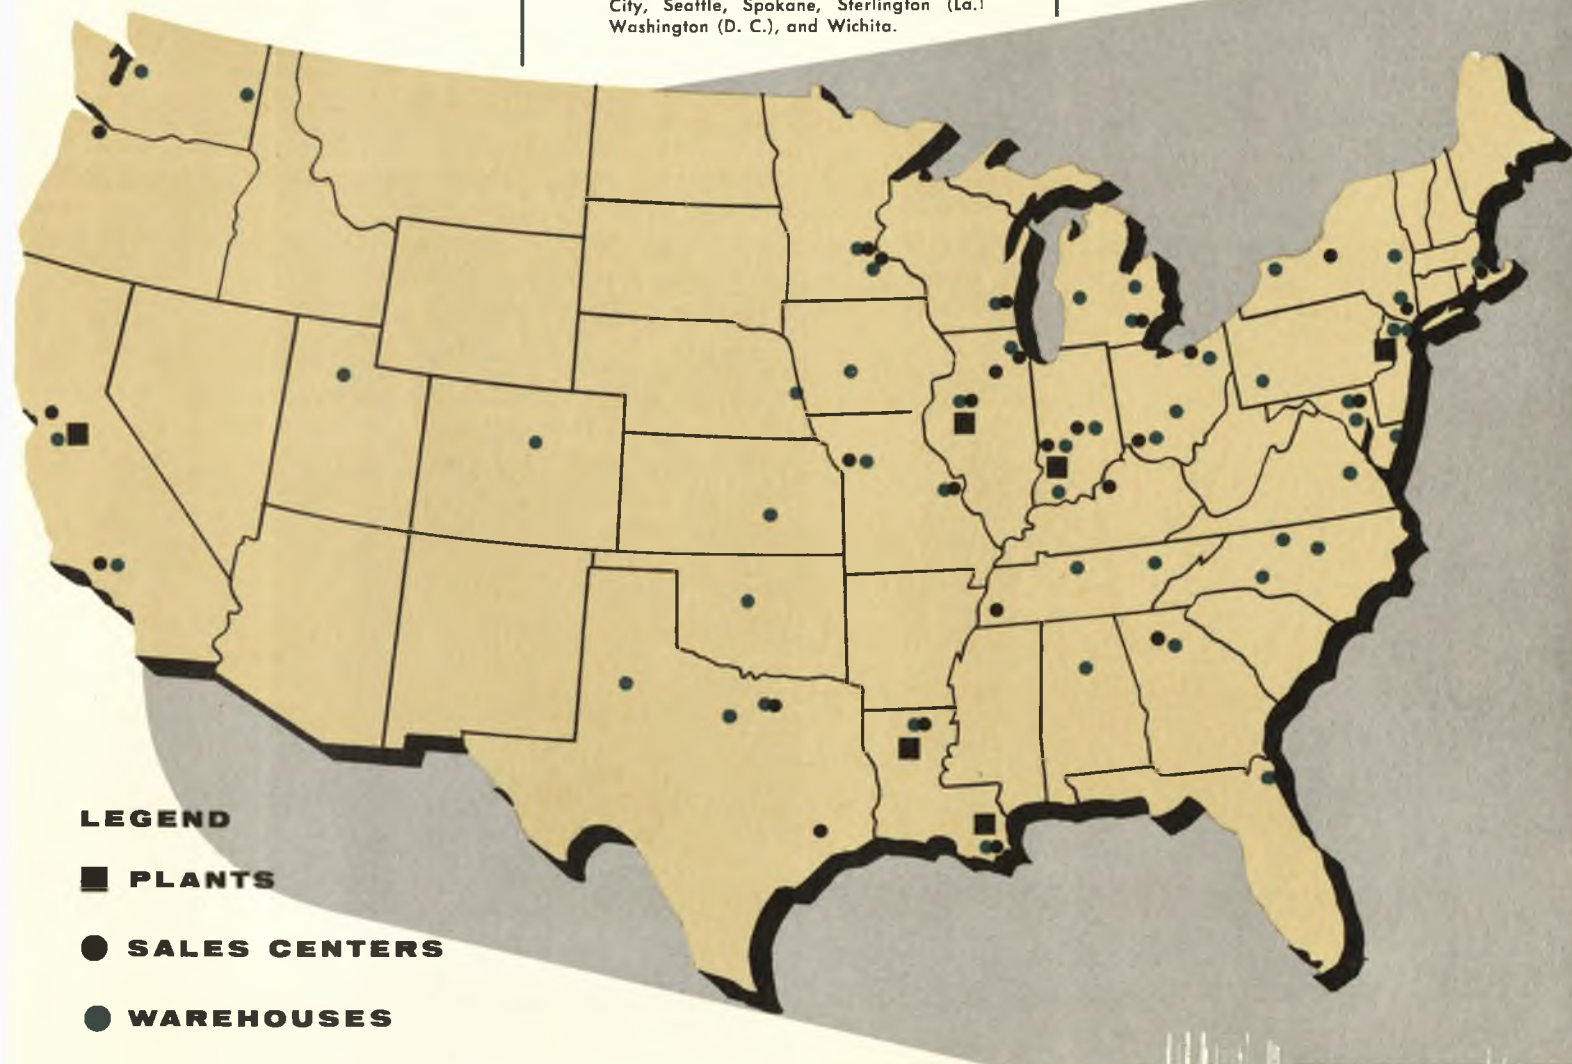 City, Seattle, Spokane, Sterlington (La.)
Washington (D. C.), and Wichita.
LEGEND
PLANTS
SALES CENTERS
WAREHOUSES